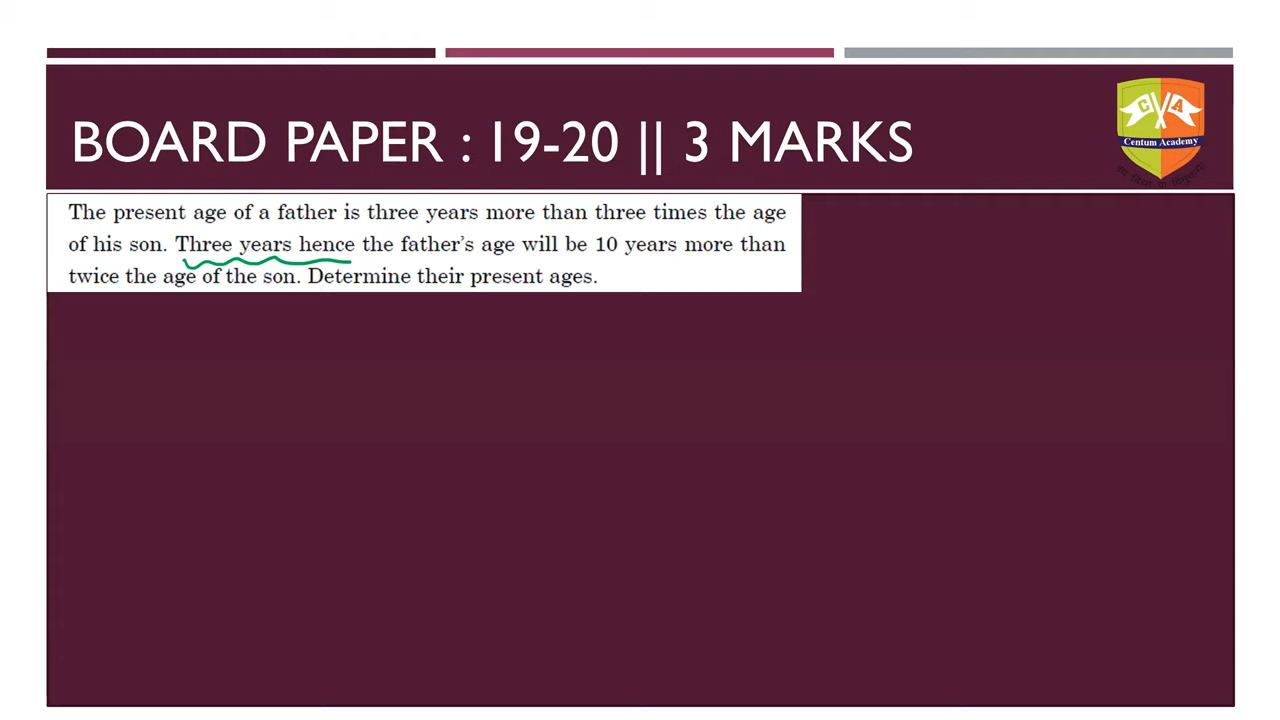 BOARD PAPER : 19-20 || 3 MARKS
C A
Centum Academy
The present age of a father is three years more than three times the age
of his son. Three years hence the father's age will be 10 years more than
twice the age of the son. Determine their present ages.